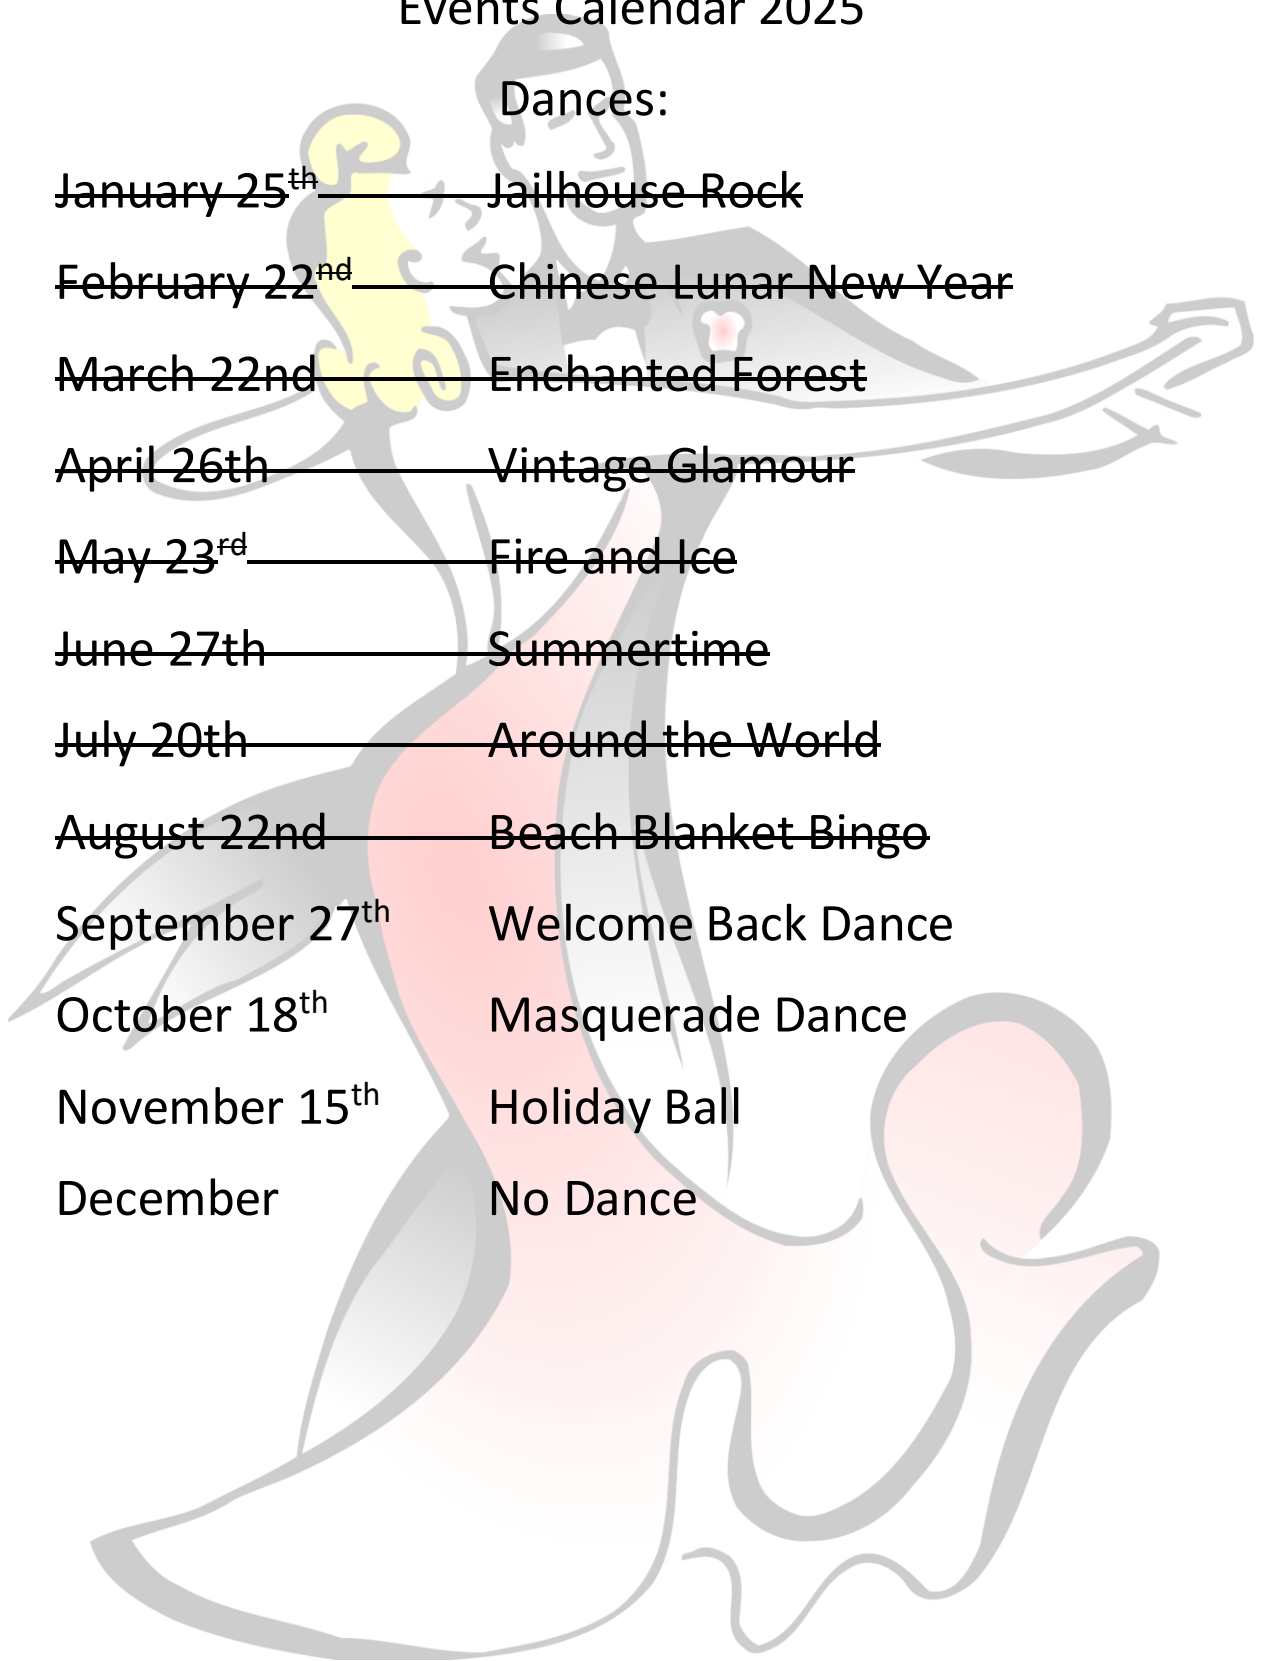 Events Calendar 2025
Dances:
January 25th Jailhouse Rock
February 22nd Chinese Lunar New Year
March 22nd Enchanted Forest
April 26th Vintage Glamour
May 23rd Fire and Ice
June 27th Summertime
July 20th Around the World
August 22nd Beach Blanket Bingo
September 27th Welcome Back Dance
October 18th Masquerade Dance
November 15th Holiday Ball
December No Dance